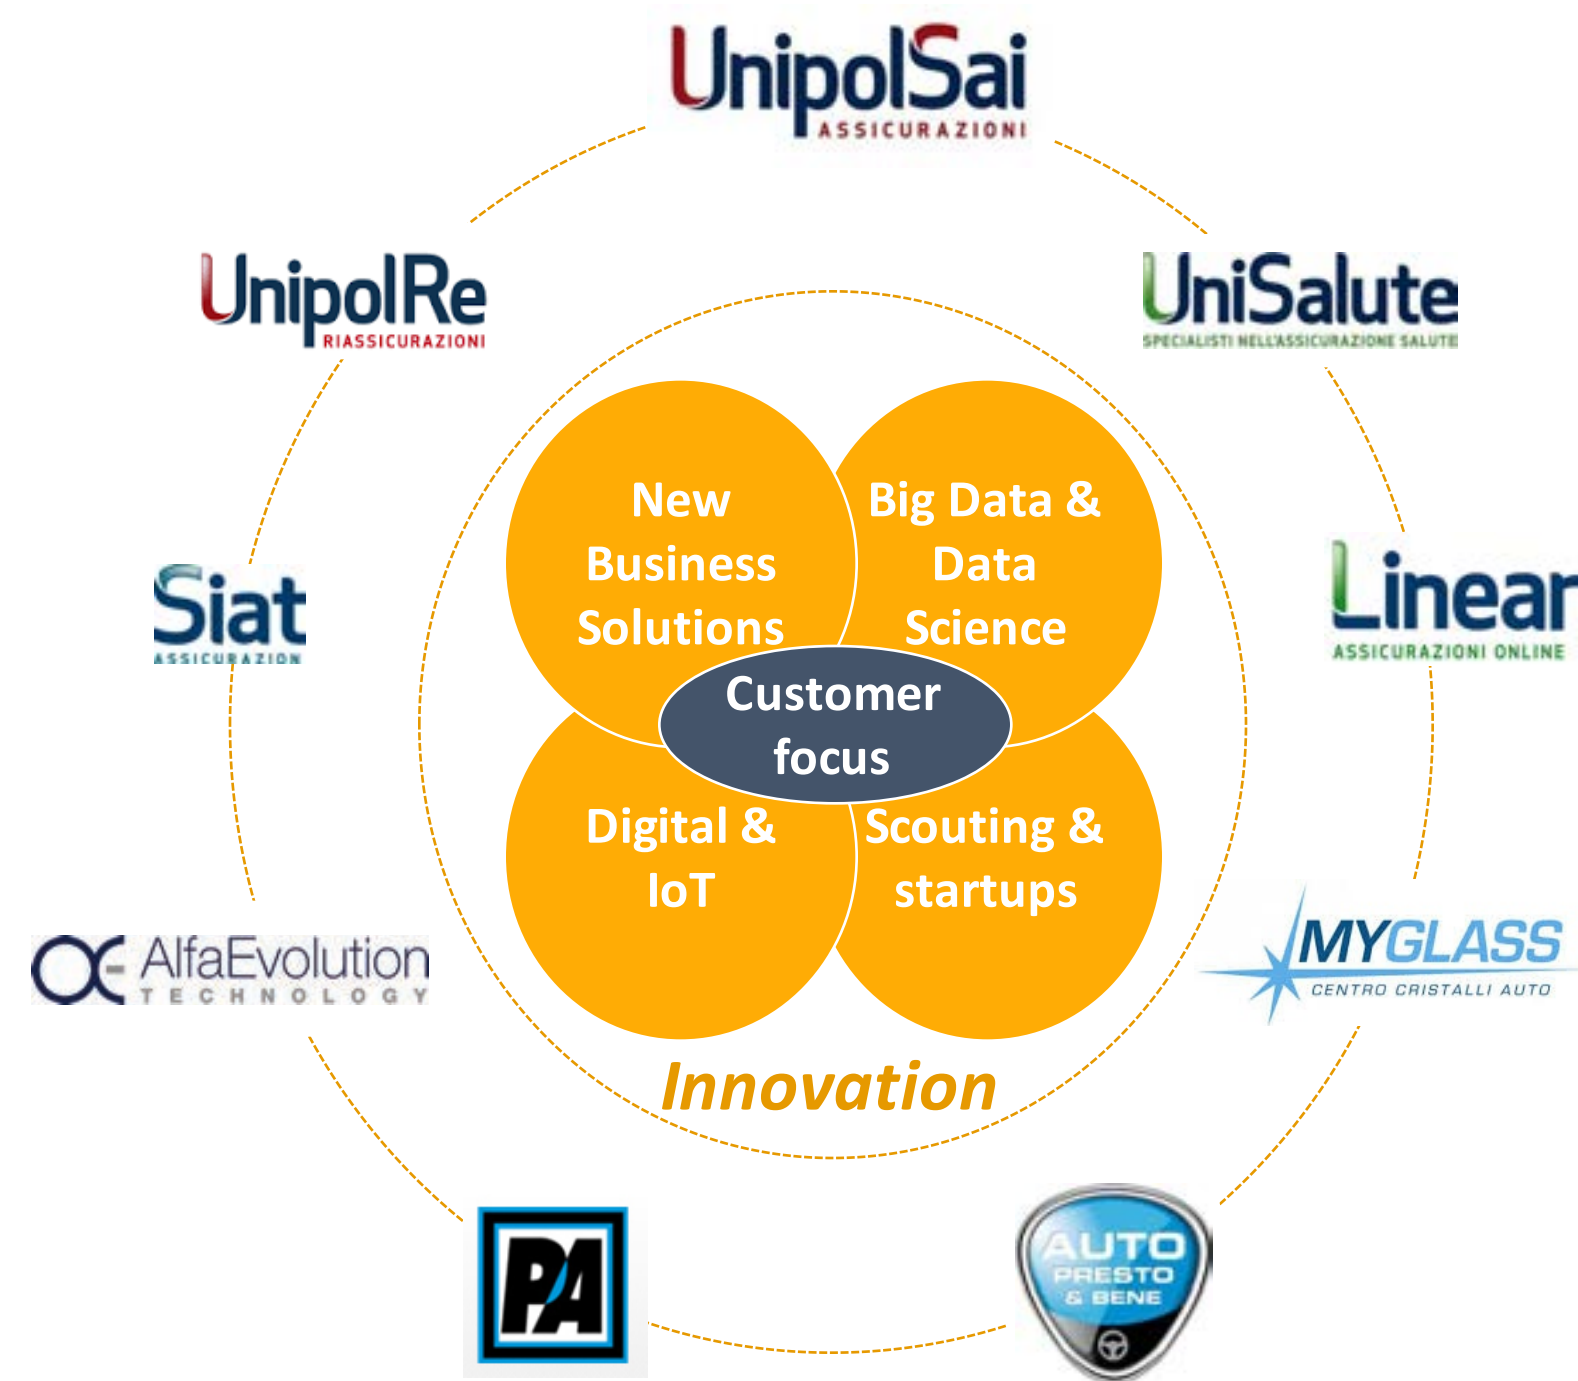 UnipolSai
ASSICURAZIONI
UnipolRe
RIASSICURAZIONI
UniSalute
SPECIALISTI NELL'ASSICURAZIONE SALUTE
New
Business
Solutions
Big Data &
Data
Science
Siat
ASSICURAZION
Linear
ASSICURAZIONI ONLINE
Customer
focus
Digital &
IoT
Scouting &
startups
AlfaEvolution
TECHNOLOGY
MYGLASS
CENTRO CRISTALLI AUTO
Innovation
PA
AUTO
PRESTO
& BENE